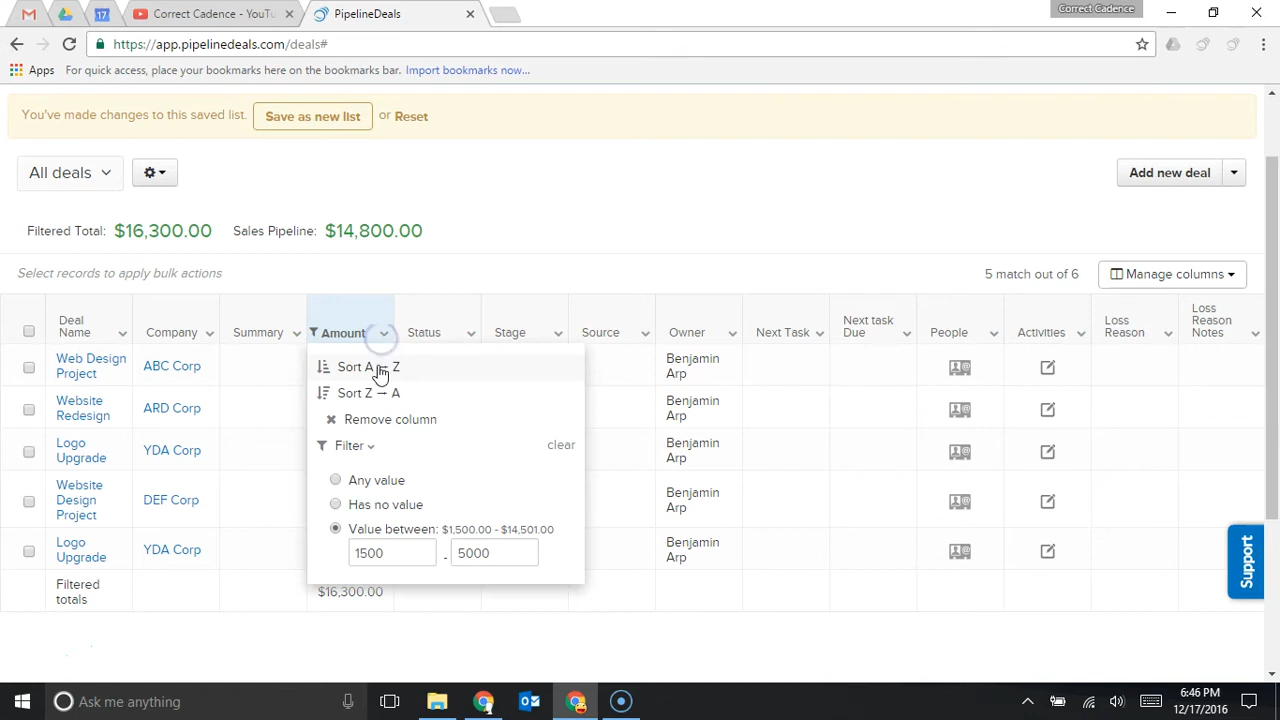 Correct Cadence - YouTu
PipelineDeals
Correct Cadence
17
https://app.pipelinedeals.com/deals#
Apps
For quick access, place your bookmarks here on the bookmarks bar. Import bookmarks now...
You've made changes to this saved list. Save as new list or Reset
All deals
Add new deal
Filtered Total: $16,300.00 Sales Pipeline: $14,800.00
Select records to apply bulk actions
5 match out of 6
Manage columns
Deal Name
Company
Summary
Amount
Status
Stage
Source
Owner
Next Task
Next task Due
People
Activities
Loss Reason
Loss Reason Notes
Web Design Project
ABC Corp
Benjamin Arp
Website Redesign
ARD Corp
Benjamin Arp
Logo Upgrade
YDA Corp
Benjamin Arp
Website Design Project
DEF Corp
Benjamin Arp
Logo Upgrade
YDA Corp
Benjamin Arp
Filtered totals
$16,300.00
Sort A → Z
Sort Z → A
Remove column
Filter
clear
Any value
Has no value
Value between: $1,500.00 - $14,501.00
1500 - 5000
Support
Ask me anything
6:46 PM
12/17/2016